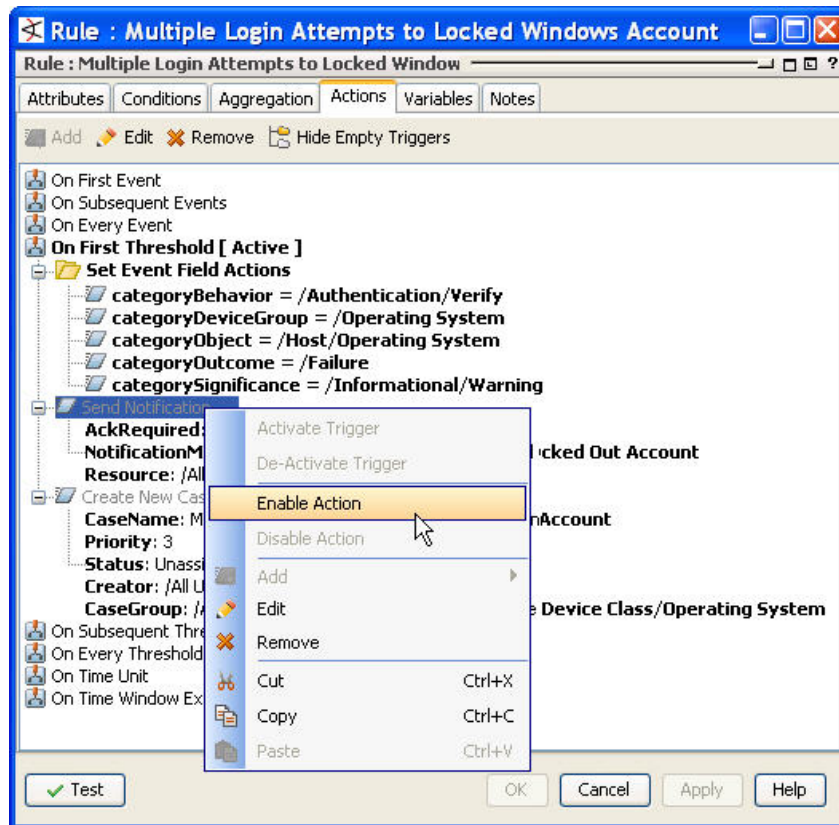 Rule : Multiple Login Attempts to Locked Windows Account
Rule : Multiple Login Attempts to Locked Window
Attributes Conditions Aggregation Actions Variables Notes
Add Edit Remove Hide Empty Triggers
On First Event
On Subsequent Events
On Every Event
On First Threshold [ Active ]
Set Event Field Actions
categoryBehavior = /Authentication/Verify
categoryDeviceGroup = /Operating System
categoryObject = /Host/Operating System
categoryOutcome = /Failure
categorySignificance = /Informational/Warning
Send Notification
AckRequired:
NotificationM cked Out Account
Resource: /All
Create New Cas
CaseName: M nAccount
Priority: 3
Status: Unassi
Creator: /All U
CaseGroup: /A e Device Class/Operating System
On Subsequent Thre
On Every Threshold
On Time Unit
On Time Window Ex
Activate Trigger
De-Activate Trigger
Enable Action
Disable Action
Add
Edit
Remove
Cut Ctrl+X
Copy Ctrl+C
Paste Ctrl+V
Test OK Cancel Apply Help